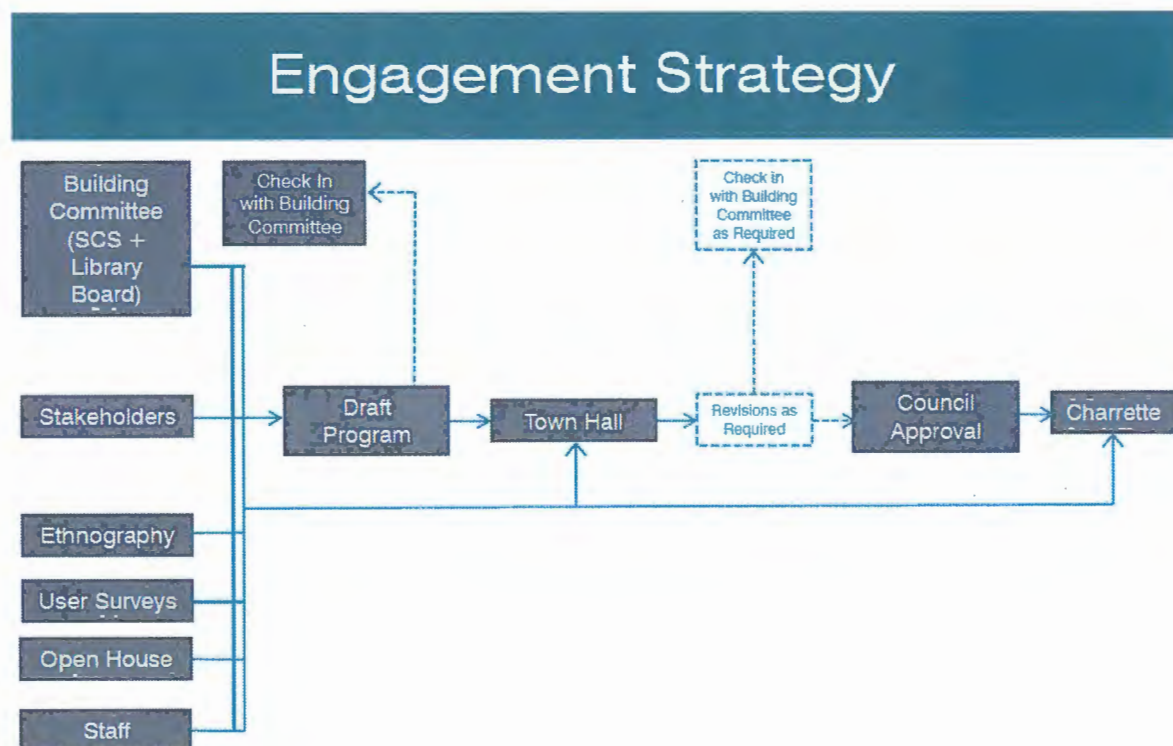 Engagement Strategy
Building
Committee
(SCS +
Library
Board)
Check In
with Building
Committee
Check In
with Building
Committee
as Required
Stakeholders
Draft
Program
Town Hall
Revisions as
Required
Council
Approval
Charrette
Ethnography
User Surveys
Open House
Staff